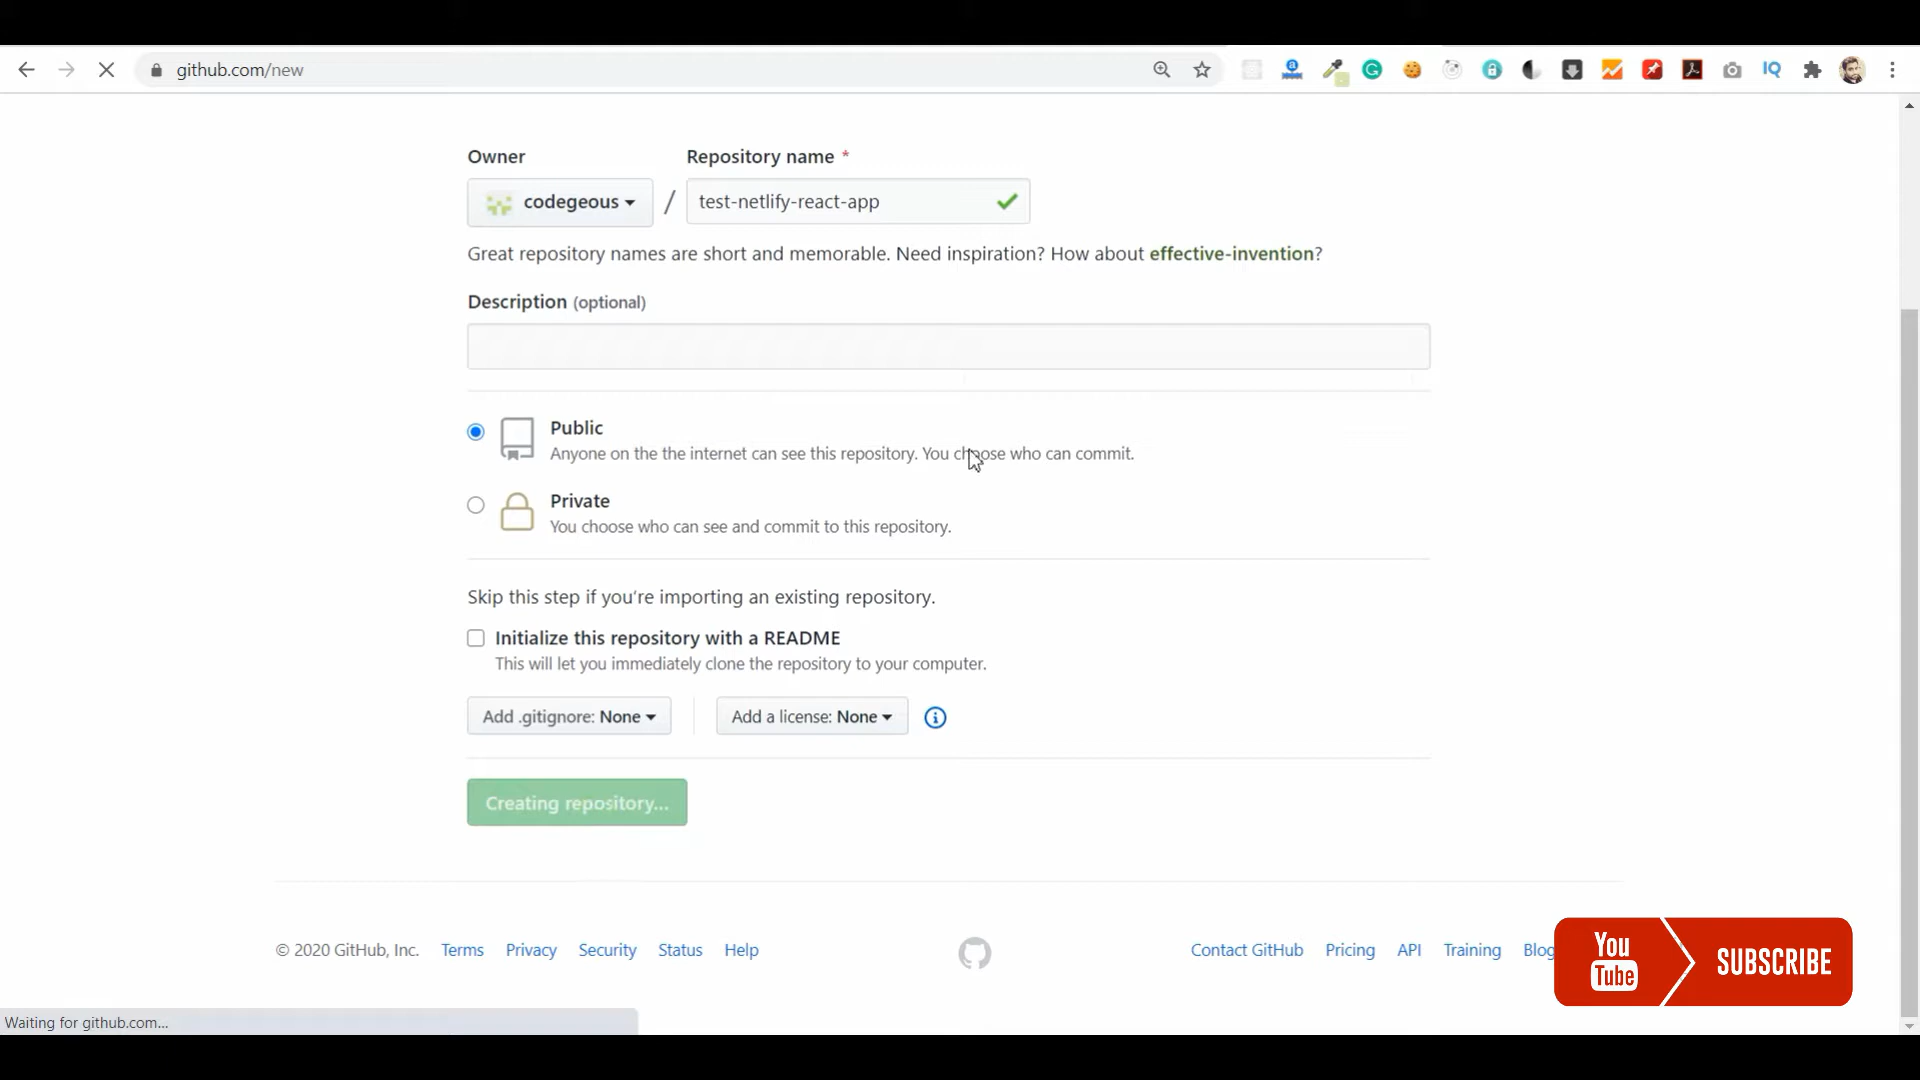 github.com/new
Owner
Repository name *
codegeous
/
test-netlify-react-app
Great repository names are short and memorable. Need inspiration? How about effective-invention?
Description (optional)
Public
Anyone on the the internet can see this repository. You choose who can commit.
Private
You choose who can see and commit to this repository.
Skip this step if you're importing an existing repository.
Initialize this repository with a README
This will let you immediately clone the repository to your computer.
Add .gitignore: None
Add a license: None
Creating repository...
© 2020 GitHub, Inc. Terms Privacy Security Status Help Contact GitHub Pricing API Training Blog
You
Tube
SUBSCRIBE
Waiting for github.com...
IQ